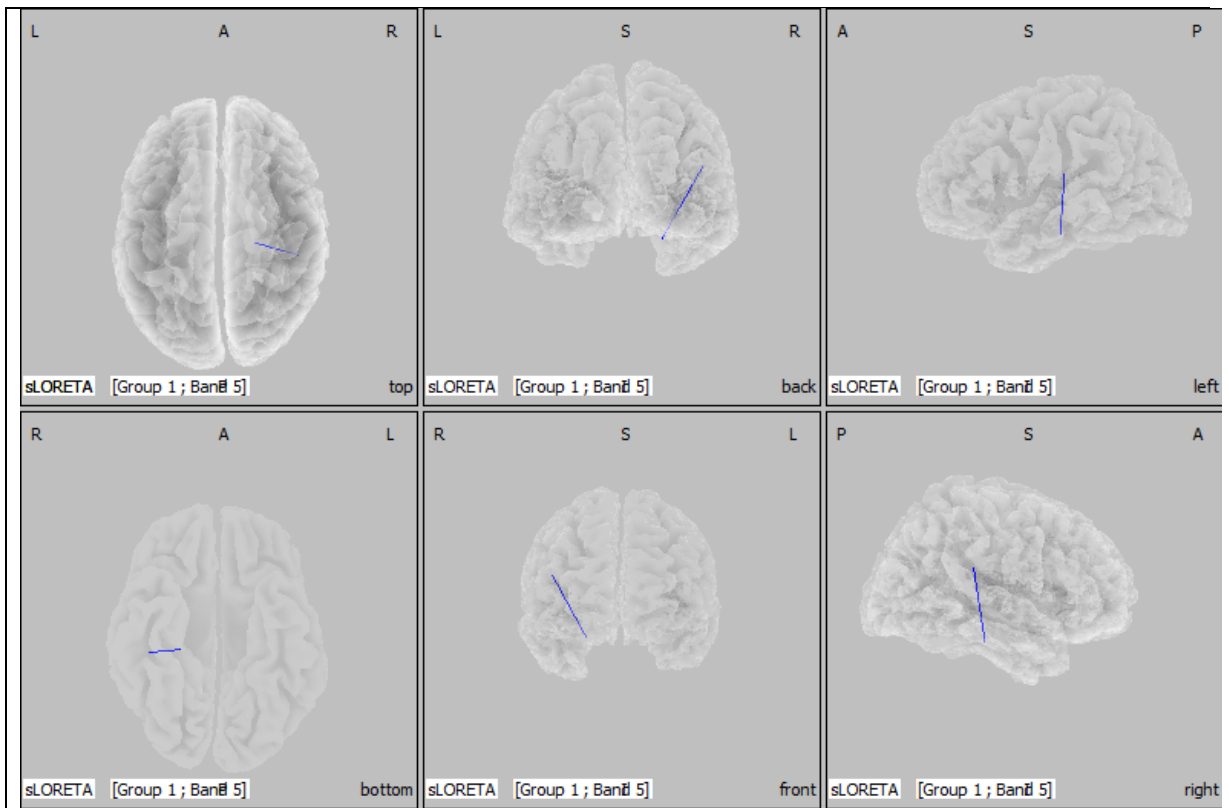 L A R
L S R
A S P
sLORETA [Group 1 ; Band 5] top
sLORETA [Group 1 ; Band 5] back
sLORETA [Group 1 ; Band 5] left
R A L
R S L
P S A
sLORETA [Group 1 ; Band 5] bottom
sLORETA [Group 1 ; Band 5] front
sLORETA [Group 1 ; Band 5] right